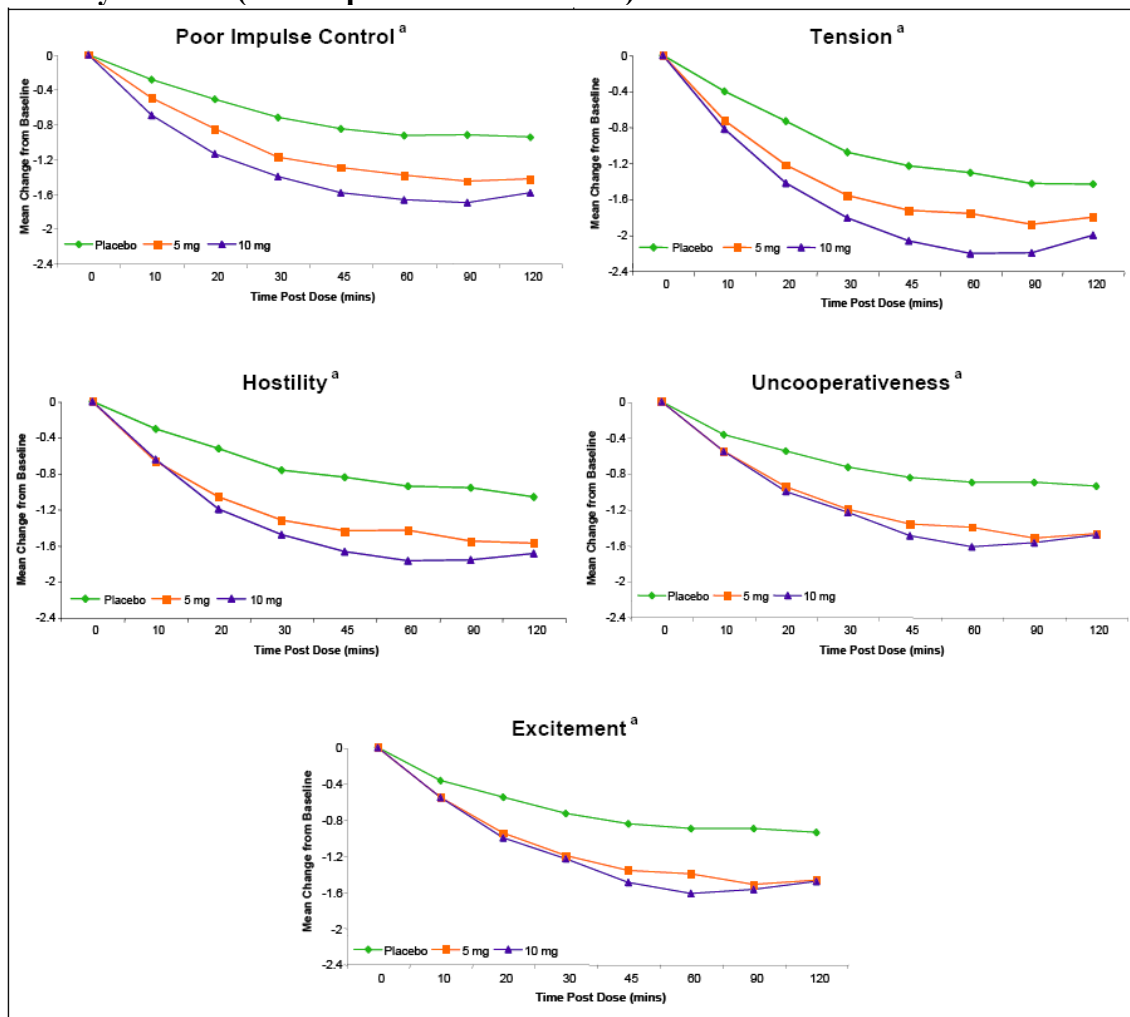 Poor Impulse Control a
Tension a
Mean Change from Baseline
0
-0.4
-0.8
-1.2
-1.6
-2
-2.4
Placebo 5 mg 10 mg
0 10 20 30 45 60 90 120
Time Post Dose (mins)
Mean Change from Baseline
0
-0.4
-0.8
-1.2
-1.6
-2
-2.4
Placebo 5 mg 10 mg
0 10 20 30 45 60 90 120
Time Post Dose (mins)
Hostility a
Uncooperativeness a
Mean Change from Baseline
0
-0.4
-0.8
-1.2
-1.6
-2
-2.4
Placebo 5 mg 10 mg
0 10 20 30 45 60 90 120
Time Post Dose (mins)
Mean Change from Baseline
0
-0.4
-0.8
-1.2
-1.6
-2
-2.4
Placebo 5 mg 10 mg
0 10 20 30 45 60 90 120
Time Post Dose (mins)
Excitement a
Mean Change from Baseline
0
-0.4
-0.8
-1.2
-1.6
-2
-2.4
Placebo 5 mg 10 mg
0 10 20 30 45 60 90 120
Time Post Dose (mins)